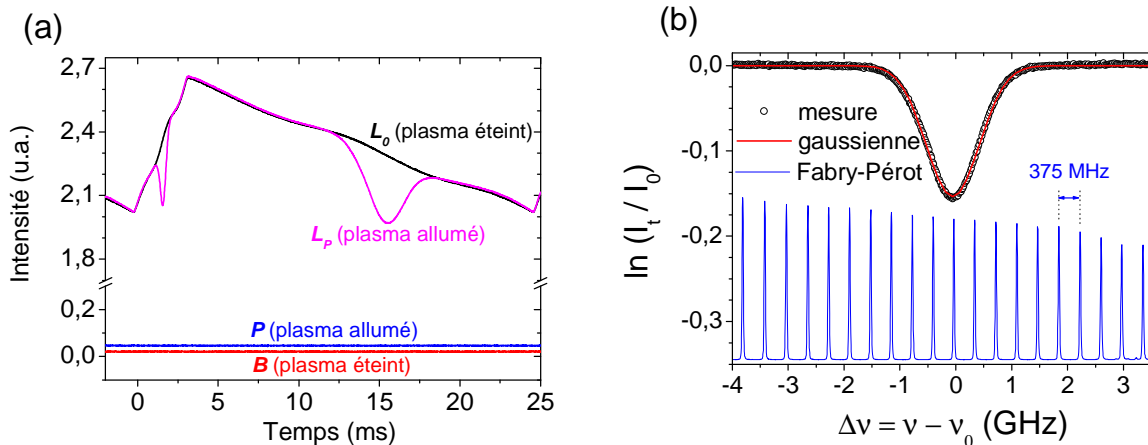 (a)
2,7
2,4
2,1
1,8
0,2
0,0
Intensité (u.a.)
L0 (plasma éteint)
LP (plasma allumé)
P (plasma allumé)
B (plasma éteint)
0 5 10 15 20 25
Temps (ms)
(b)
0,0
-0,1
-0,2
-0,3
ln (It / I0)
mesure
gaussienne
Fabry-Pérot
375 MHz
-4 -3 -2 -1 0 1 2 3
Δν = ν − ν0 (GHz)